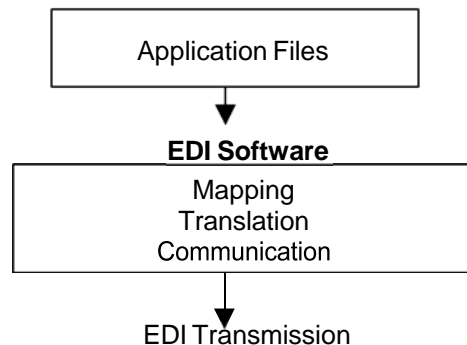 Application Files
EDI Software
Mapping
Translation
Communication
EDI Transmission